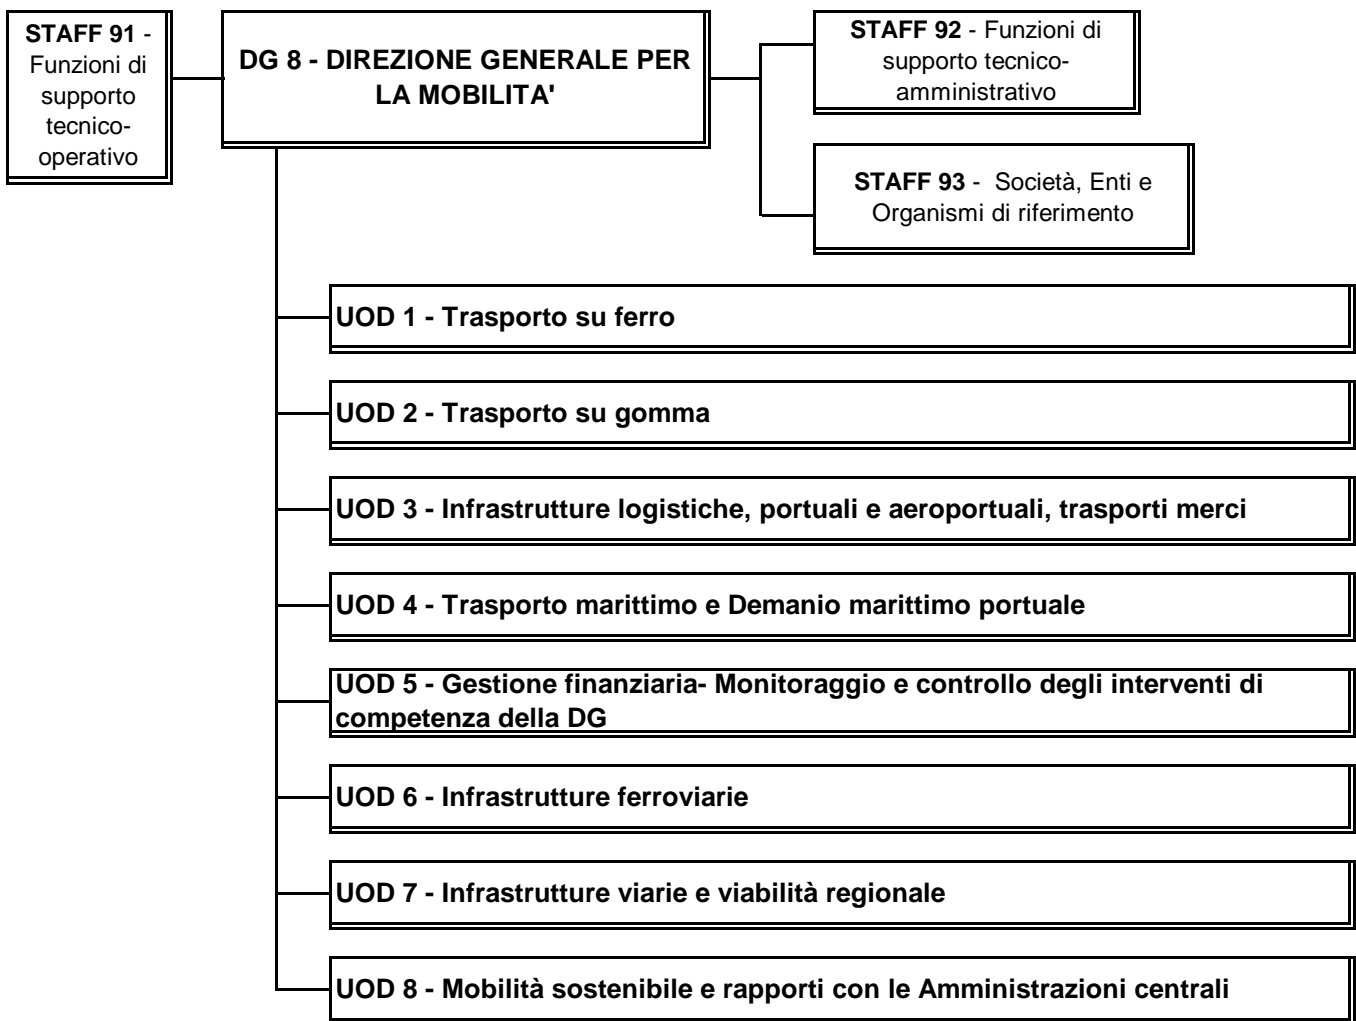 STAFF 91 -
Funzioni di
supporto
tecnico-
operativo
DG 8 - DIREZIONE GENERALE PER
LA MOBILITA'
STAFF 92 - Funzioni di
supporto tecnico-
amministrativo
STAFF 93 - Società, Enti e
Organismi di riferimento
UOD 1 - Trasporto su ferro
UOD 2 - Trasporto su gomma
UOD 3 - Infrastrutture logistiche, portuali e aeroportuali, trasporti merci
UOD 4 - Trasporto marittimo e Demanio marittimo portuale
UOD 5 - Gestione finanziaria- Monitoraggio e controllo degli interventi di
competenza della DG
UOD 6 - Infrastrutture ferroviarie
UOD 7 - Infrastrutture viarie e viabilità regionale
UOD 8 - Mobilità sostenibile e rapporti con le Amministrazioni centrali